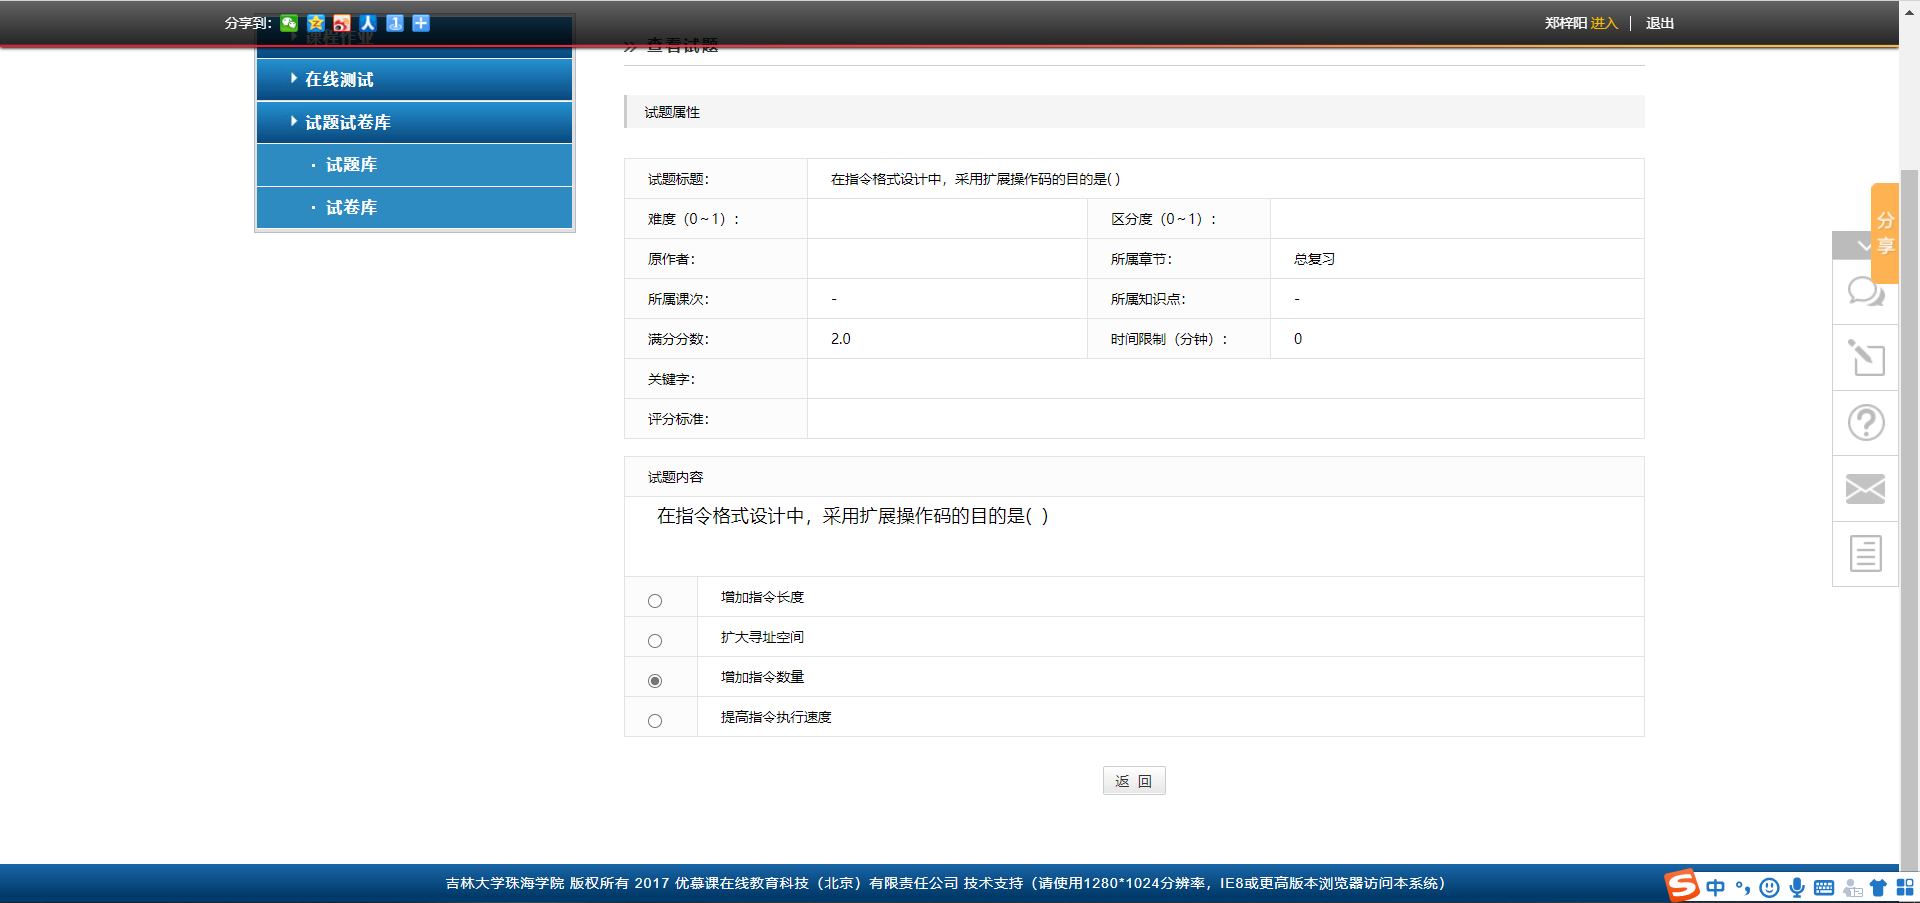 分享到：
郑梓阳 进入 | 退出
课程作业
在线测试
试题试卷库
· 试题库
· 试卷库
» 查看试题
试题属性
试题标题： 在指令格式设计中，采用扩展操作码的目的是( )
难度（0～1）： 区分度（0～1）：
原作者： 所属章节： 总复习
所属课次： - 所属知识点： -
满分分数： 2.0 时间限制（分钟）： 0
关键字：
评分标准：
试题内容
在指令格式设计中，采用扩展操作码的目的是( )
增加指令长度
扩大寻址空间
增加指令数量
提高指令执行速度
返 回
分享
吉林大学珠海学院 版权所有 2017 优慕课在线教育科技（北京）有限责任公司 技术支持（请使用1280*1024分辨率，IE8或更高版本浏览器访问本系统）
中